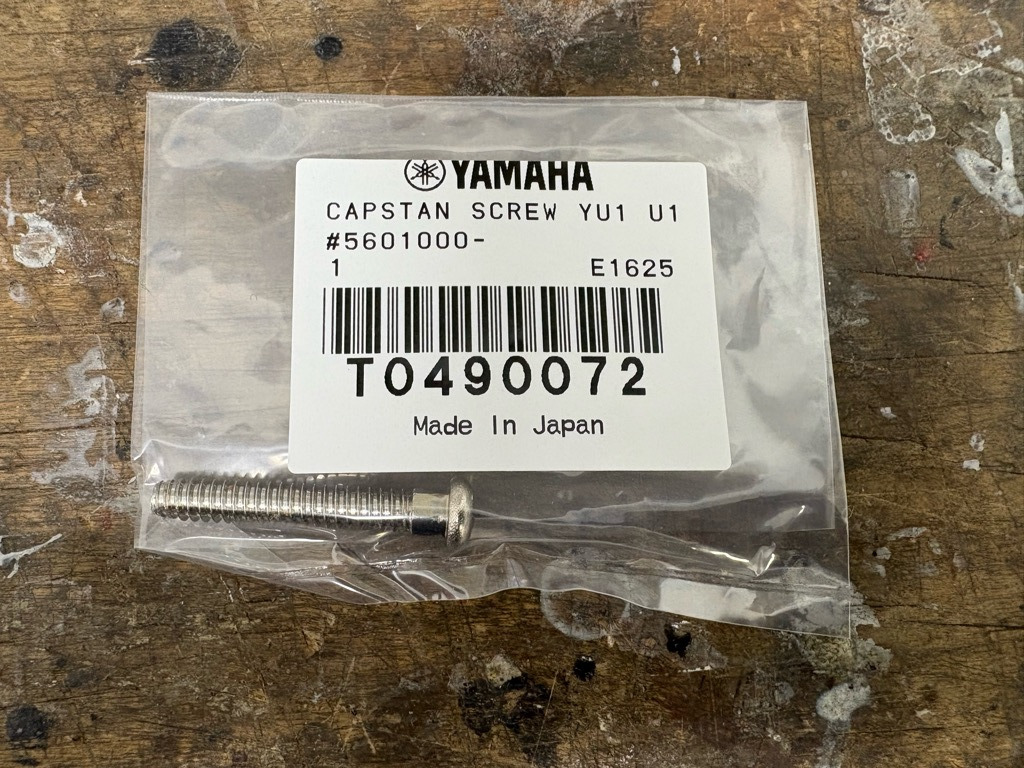 YAMAHA
CAPSTAN SCREW YU1 U1
#5601000-
1 E1625
T0490072
Made In Japan